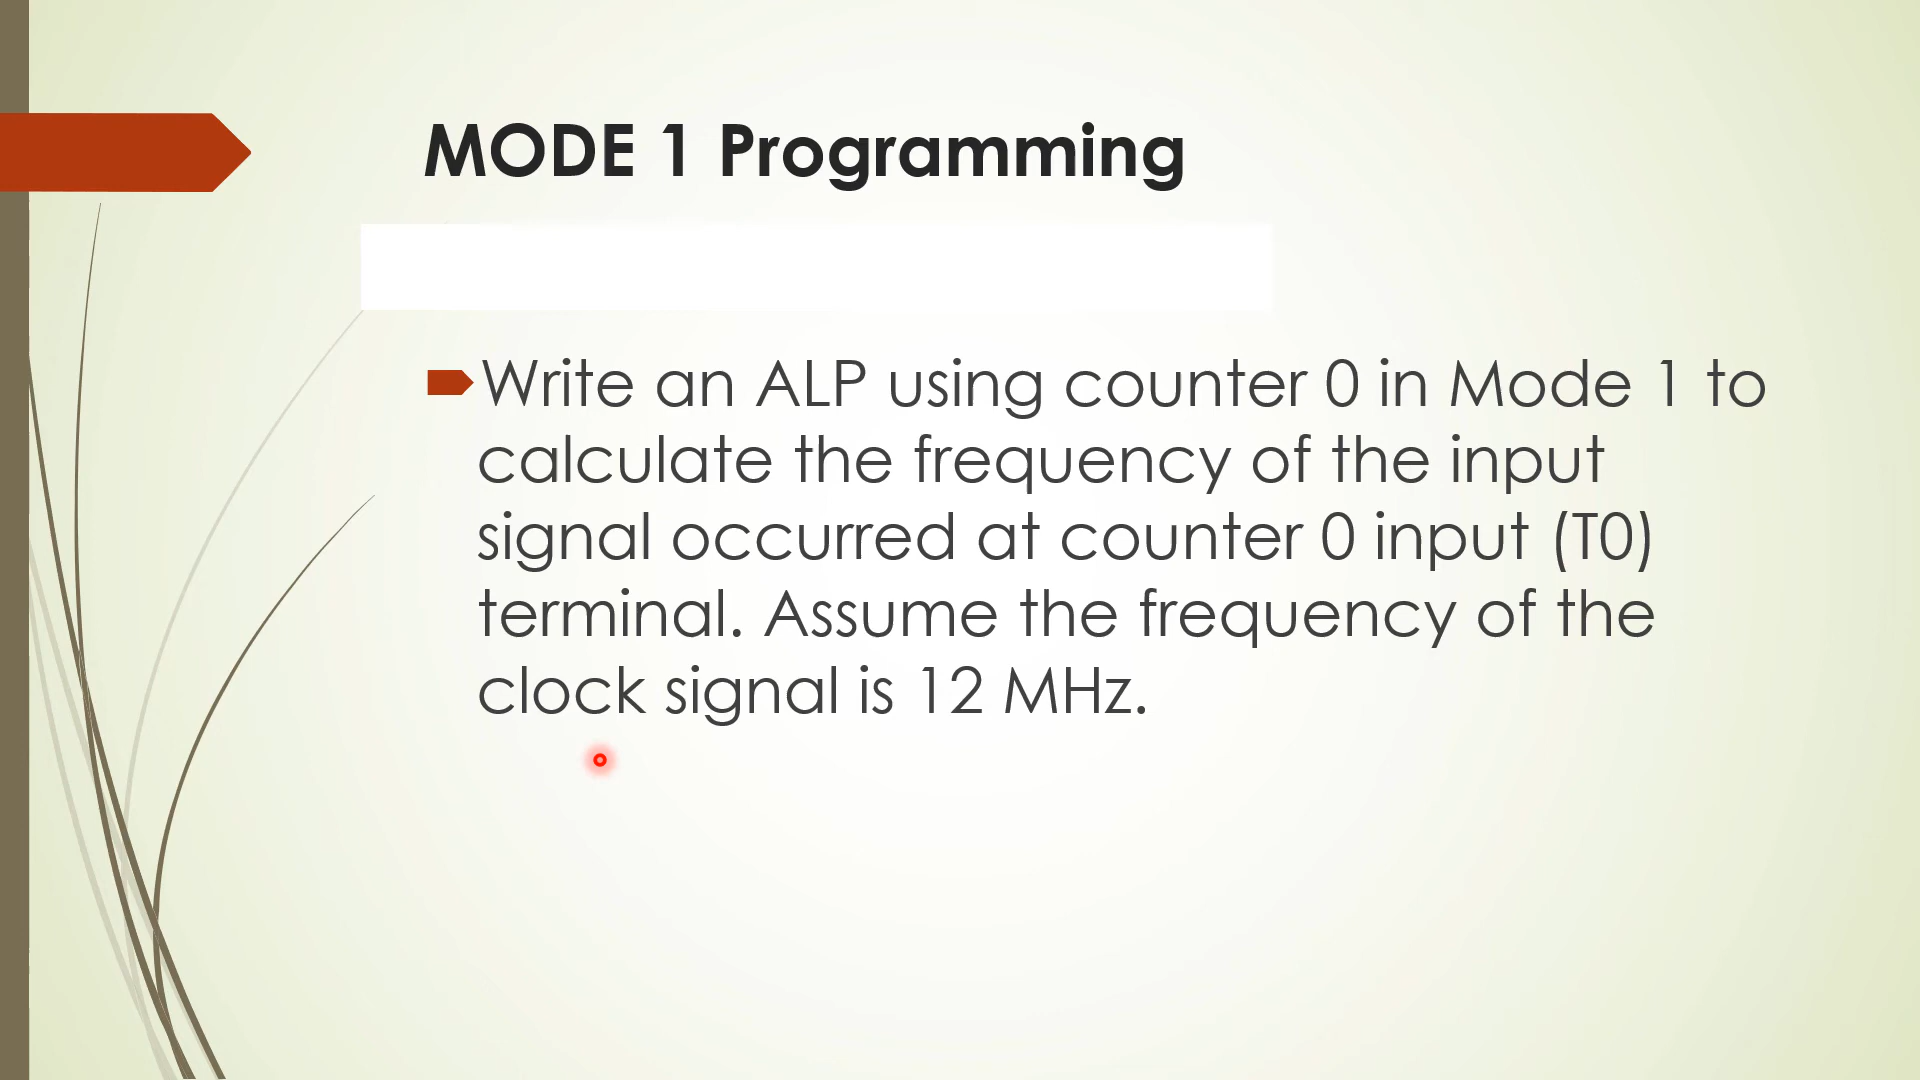 MODE 1 Programming
Write an ALP using counter 0 in Mode 1 to
calculate the frequency of the input
signal occurred at counter 0 input (T0)
terminal. Assume the frequency of the
clock signal is 12 MHz.